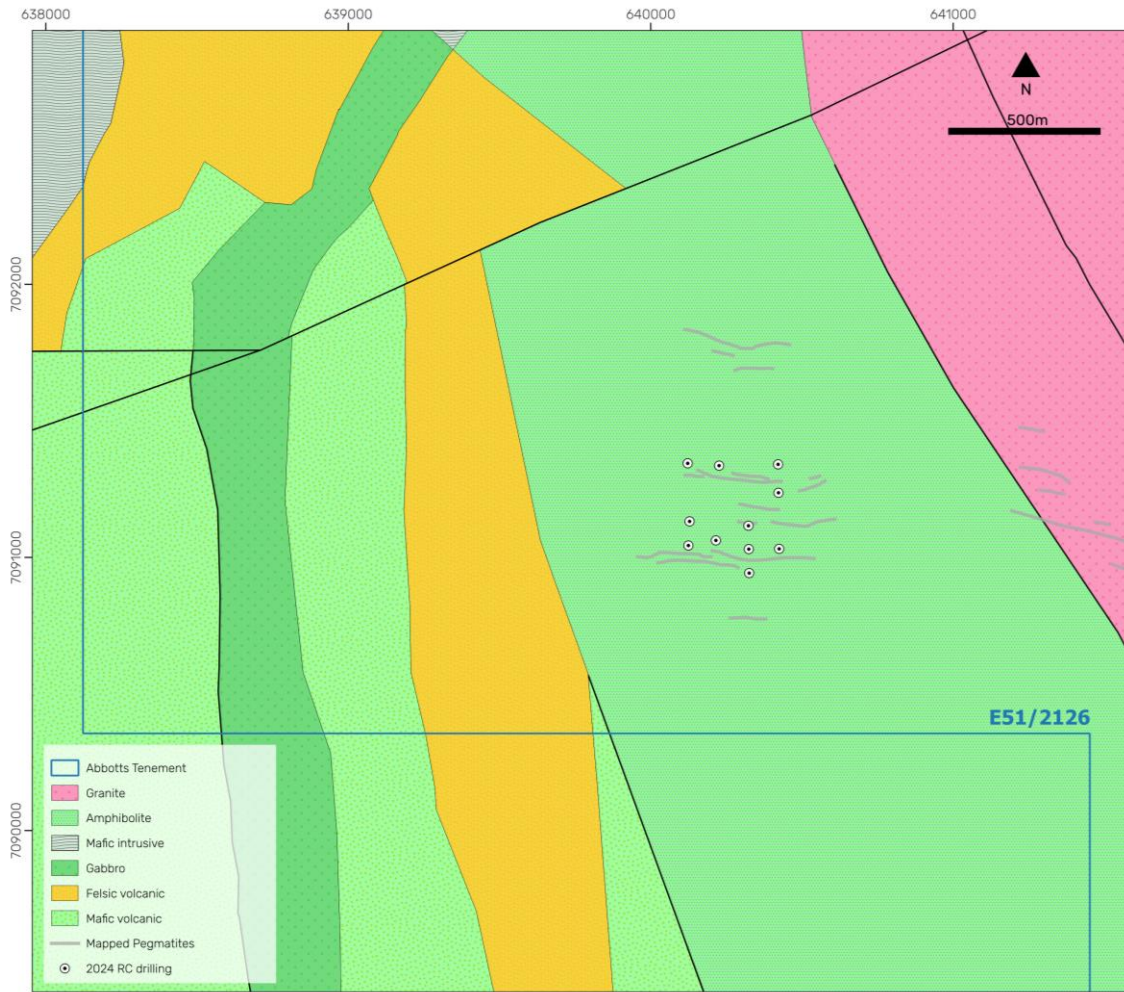 638000
639000
640000
641000
N
500m
7092000
7091000
7090000
E51/2126
Abbotts Tenement
Granite
Amphibolite
Mafic intrusive
Gabbro
Felsic volcanic
Mafic volcanic
Mapped Pegmatites
2024 RC drilling